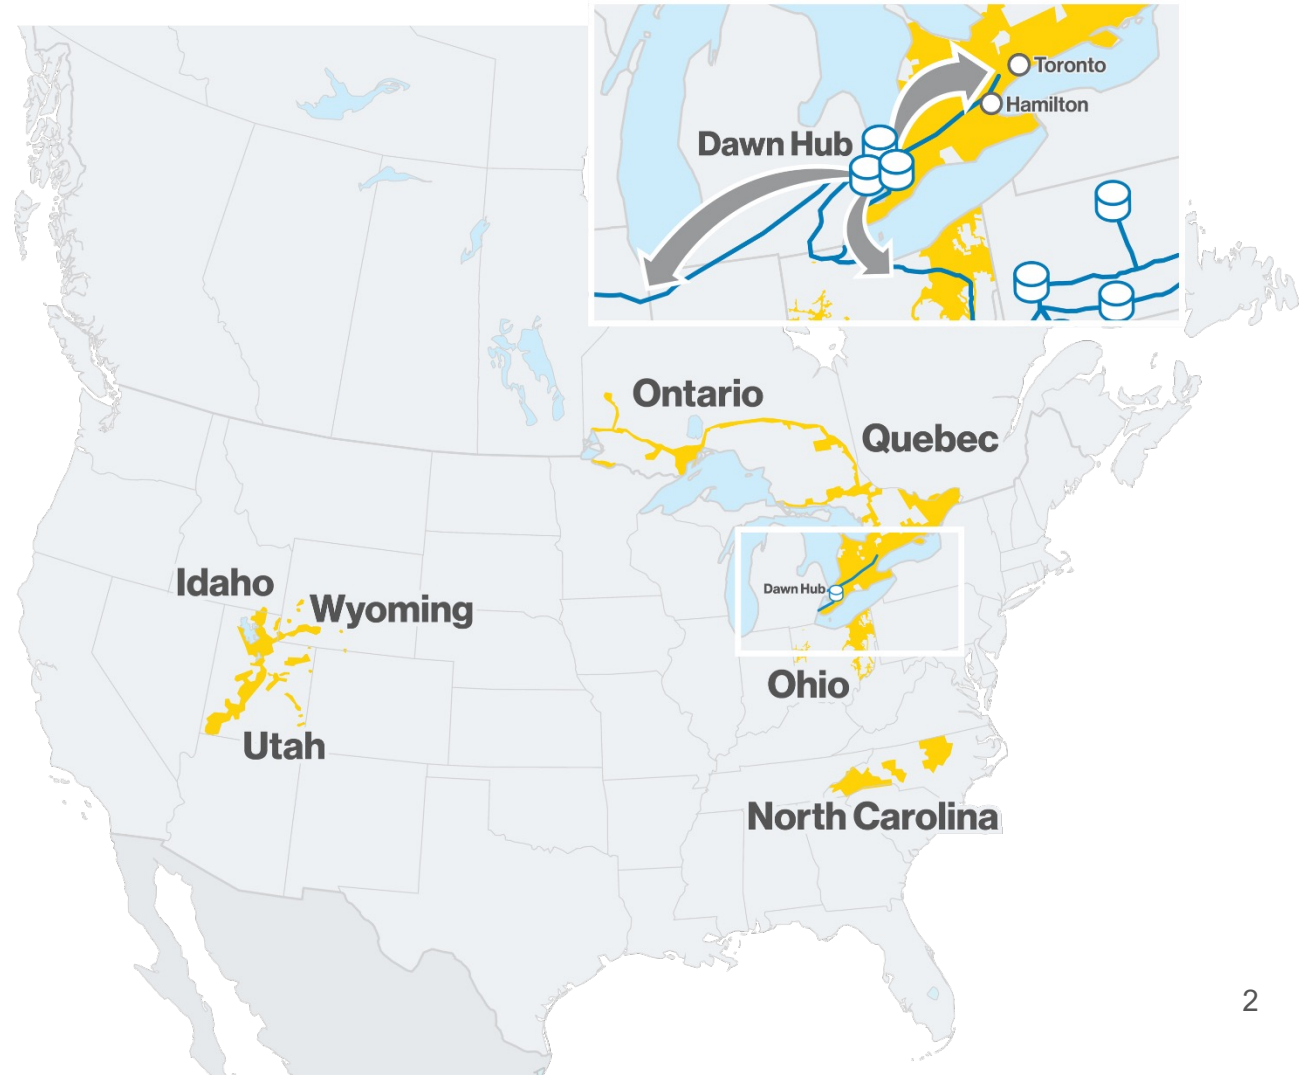 Toronto
Hamilton
Dawn Hub
Ontario
Quebec
Dawn Hub
Idaho
Wyoming
Ohio
Utah
North Carolina
2